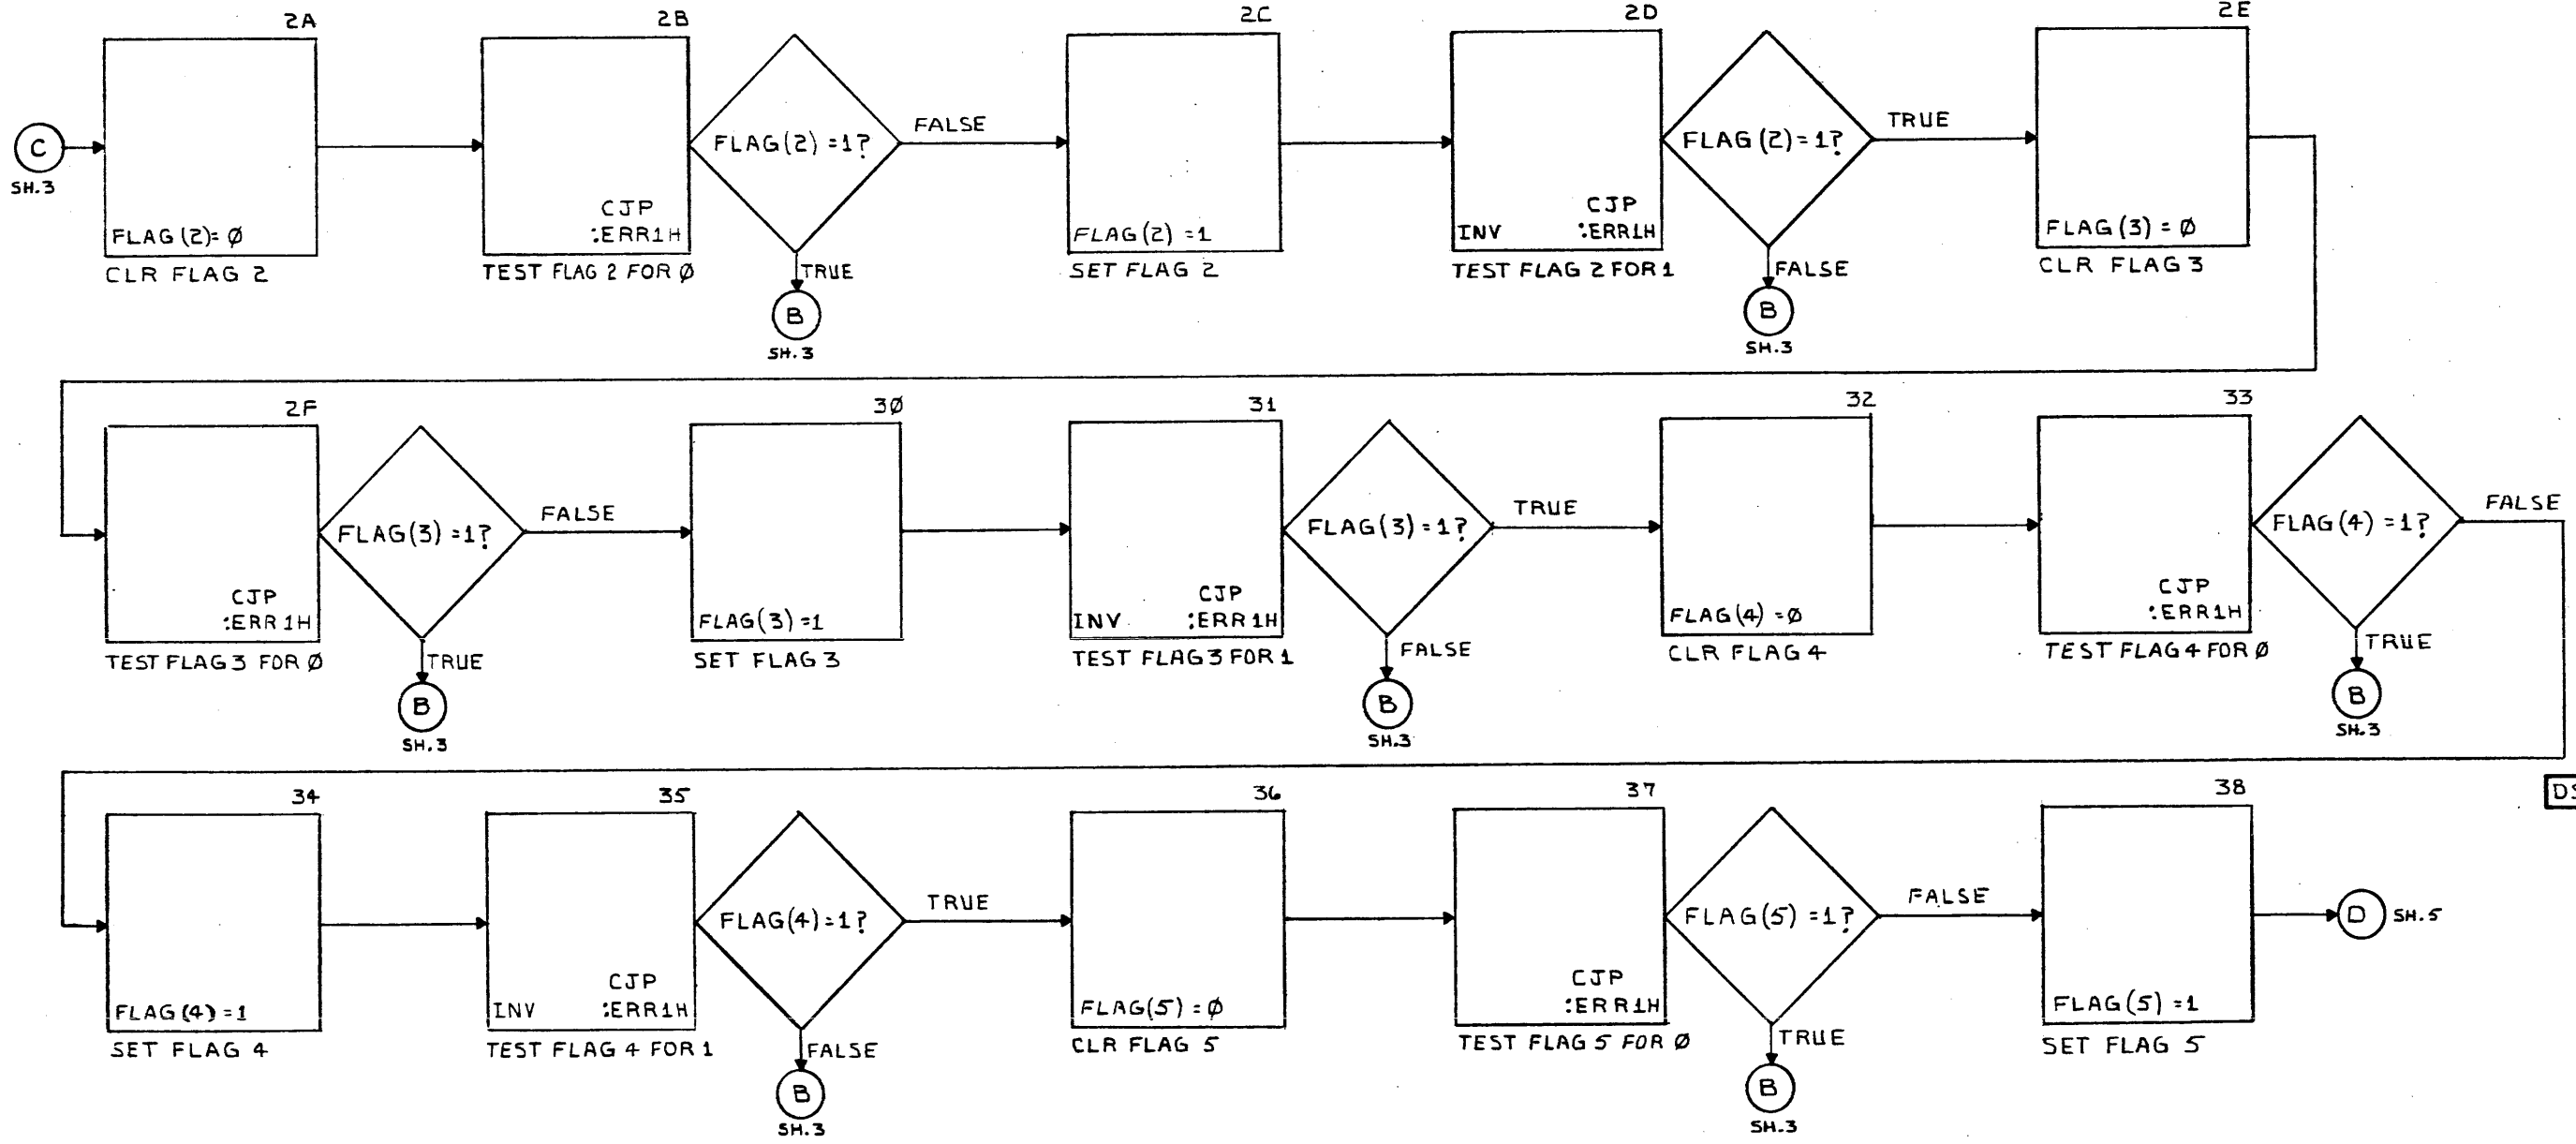 2A
2B
2C
2D
2E
C
SH.3
FLAG(2)=Ø
CLR FLAG 2
CJP
:ERR1H
TEST FLAG 2 FOR Ø
FLAG(2)=1?
FALSE
TRUE
B
SH.3
FLAG(2)=1
SET FLAG 2
INV
CJP
:ERR1H
TEST FLAG 2 FOR 1
FLAG(2)=1?
TRUE
FALSE
B
SH.3
FLAG(3)=Ø
CLR FLAG 3
2F
3Ø
31
32
33
CJP
:ERR1H
TEST FLAG 3 FOR Ø
FLAG(3)=1?
FALSE
TRUE
B
SH.3
FLAG(3)=1
SET FLAG 3
INV
CJP
:ERR1H
TEST FLAG 3 FOR 1
FLAG(3)=1?
TRUE
FALSE
B
SH.3
FLAG(4)=Ø
CLR FLAG 4
CJP
:ERR1H
TEST FLAG 4 FOR Ø
FLAG(4)=1?
FALSE
TRUE
B
SH.3
34
35
36
37
38
FLAG(4)=1
SET FLAG 4
INV
CJP
:ERR1H
TEST FLAG 4 FOR 1
FLAG(4)=1?
TRUE
FALSE
B
SH.3
FLAG(5)=Ø
CLR FLAG 5
CJP
:ERR1H
TEST FLAG 5 FOR Ø
FLAG(5)=1?
FALSE
TRUE
B
SH.3
FLAG(5)=1
SET FLAG 5
D
SH.5